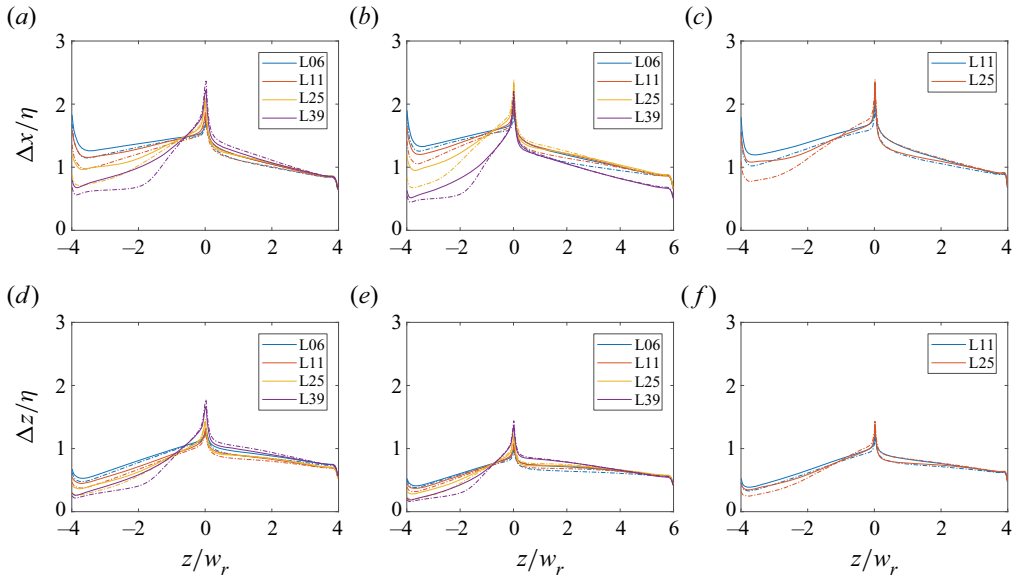 (a) (b) (c)
3 3 3
L06 L06 L11
L11 L11 L25
L25 L25
L39 L39
2 2 2
Δx/η
1 1 1
0 0 0
−4 −2 0 2 4 −4 −2 0 2 4 6 −4 −2 0 2 4
(d) (e) (f)
3 3 3
L06 L06 L11
L11 L11 L25
L25 L25
L39 L39
2 2 2
Δz/η
1 1 1
0 0 0
−4 −2 0 2 4 −4 −2 0 2 4 6 −4 −2 0 2 4
z/w_r z/w_r z/w_r